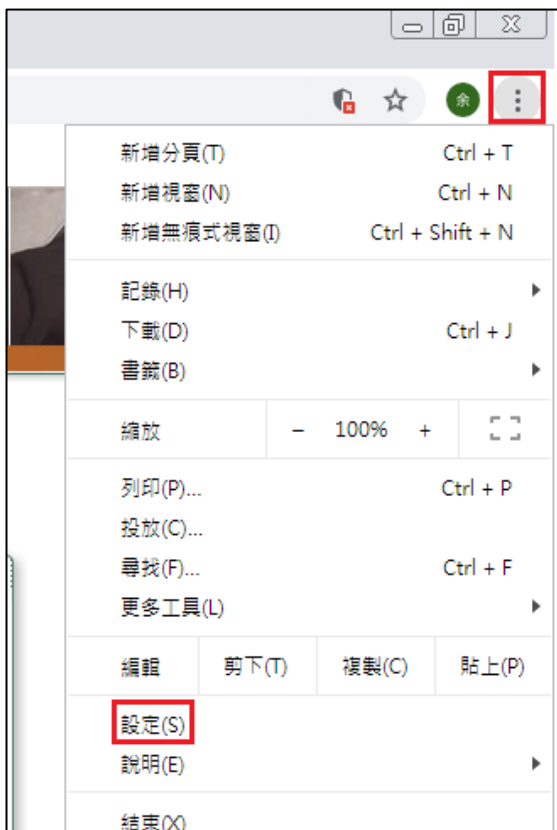 余
新增分頁(T) Ctrl + T
新增視窗(N) Ctrl + N
新增無痕式視窗(I) Ctrl + Shift + N
記錄(H)
下載(D) Ctrl + J
書籤(B)
縮放 − 100% +
列印(P)... Ctrl + P
投放(C)...
尋找(F)... Ctrl + F
更多工具(L)
編輯 剪下(T) 複製(C) 貼上(P)
設定(S)
說明(E)
結束(X)